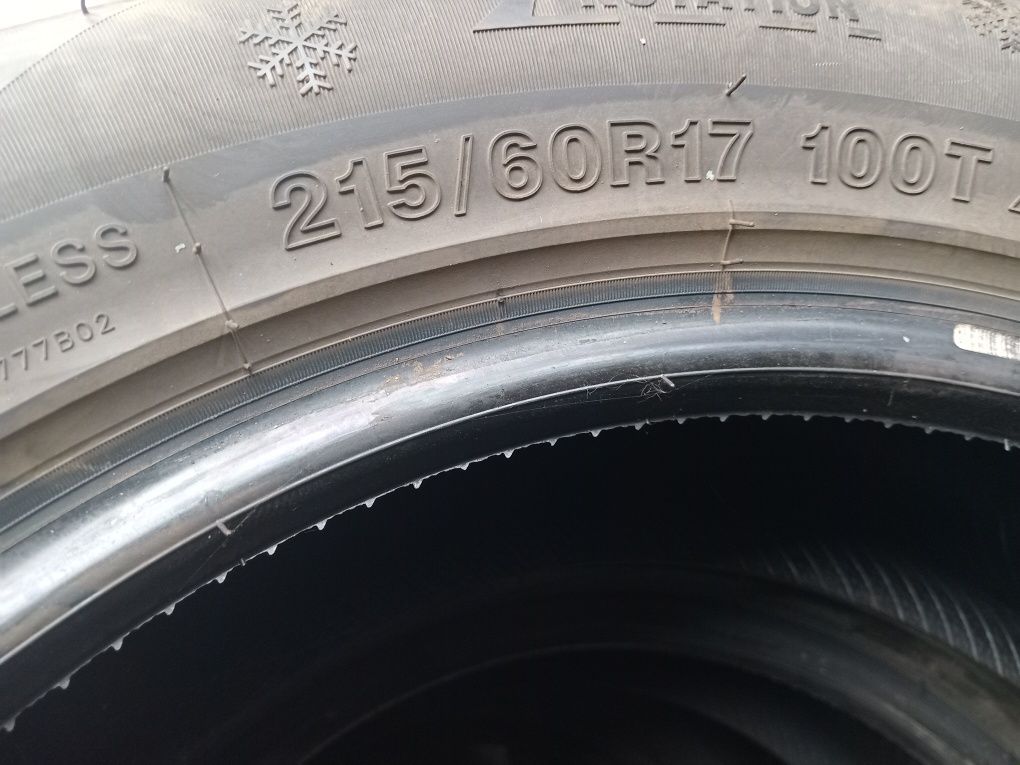 ROTATION
215/60R17 100T
LESS
777B02